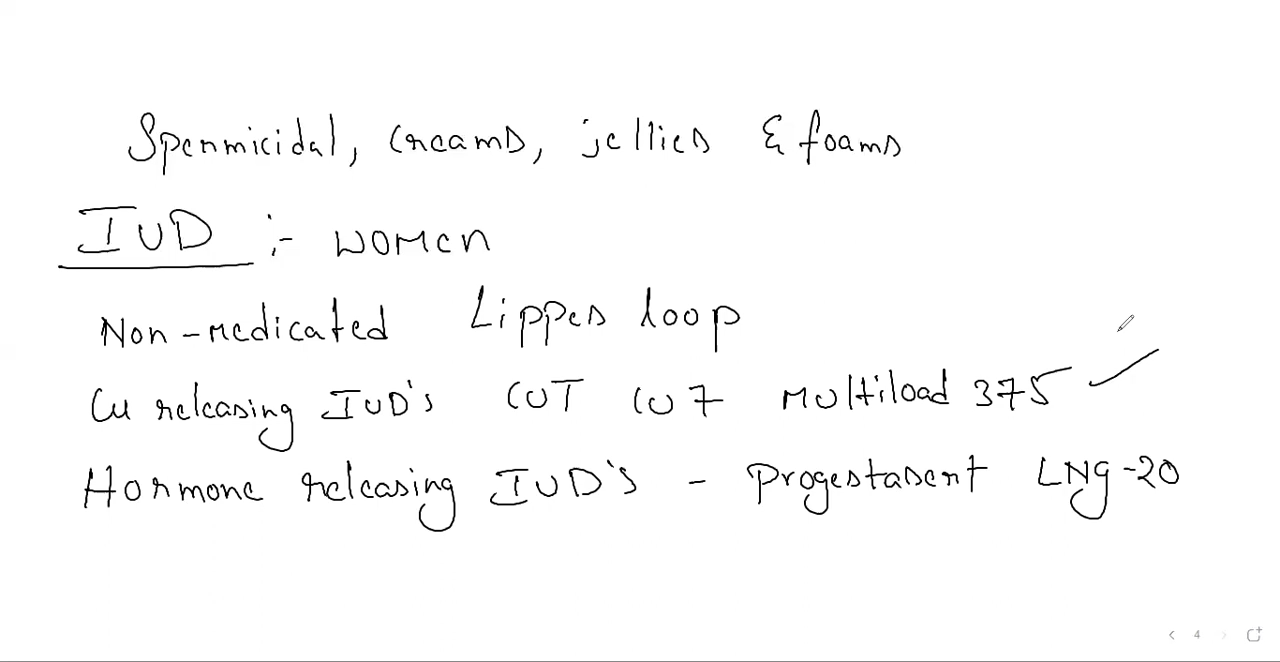 Spermicidal, creams, jellies & foams
IUD :- women
Non-medicated Lippes loop
Cu releasing IUD's CUT CU7 Multiload 375 ✓
Hormone releasing IUD's - Progestasert LNg-20
4